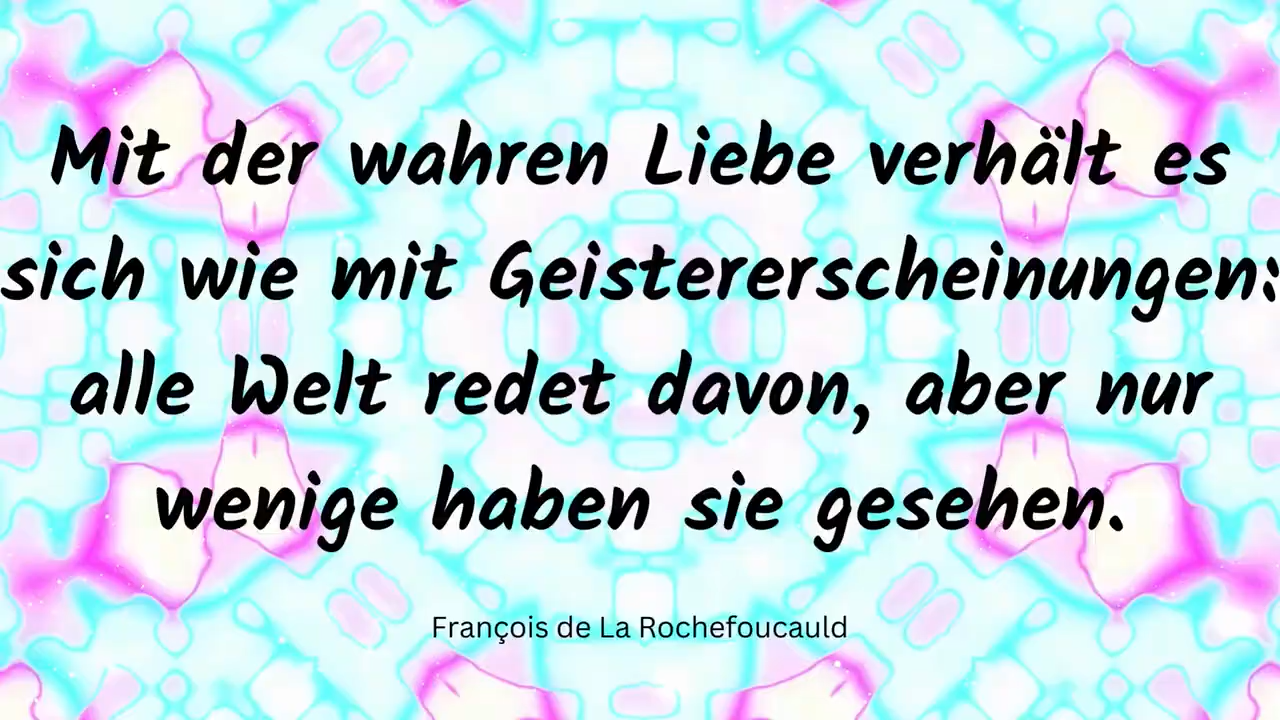 Mit der wahren Liebe verhält es
sich wie mit Geistererscheinungen:
alle Welt redet davon, aber nur
wenige haben sie gesehen.
François de La Rochefoucauld